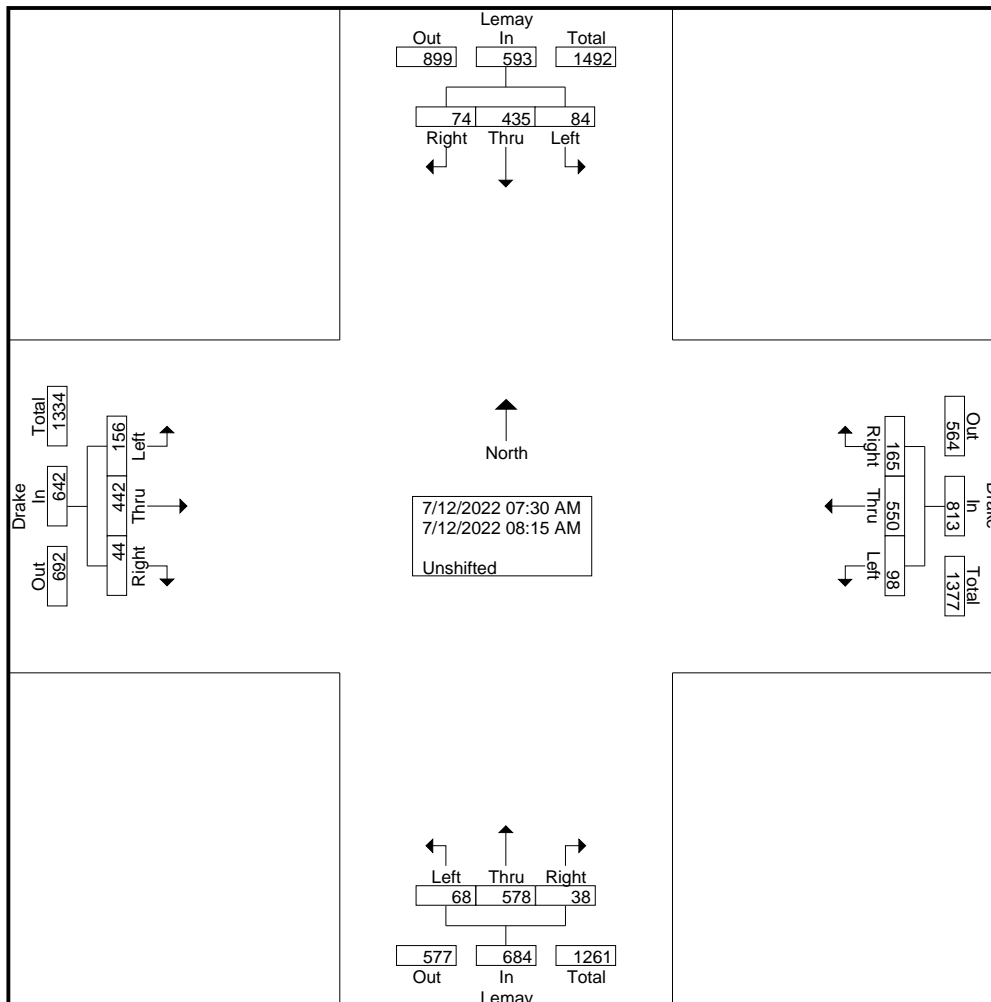 Lemay
Out In Total
899 593 1492
74 435 84
Right Thru Left
Drake
Total In Out
1334 642 692
156 442 44
Left Thru Right
North
7/12/2022 07:30 AM
7/12/2022 08:15 AM
Unshifted
Right Thru Left
165 550 98
Out In Total
564 813 1377
Drake
Left Thru Right
68 578 38
577 684 1261
Out In Total
Lemay